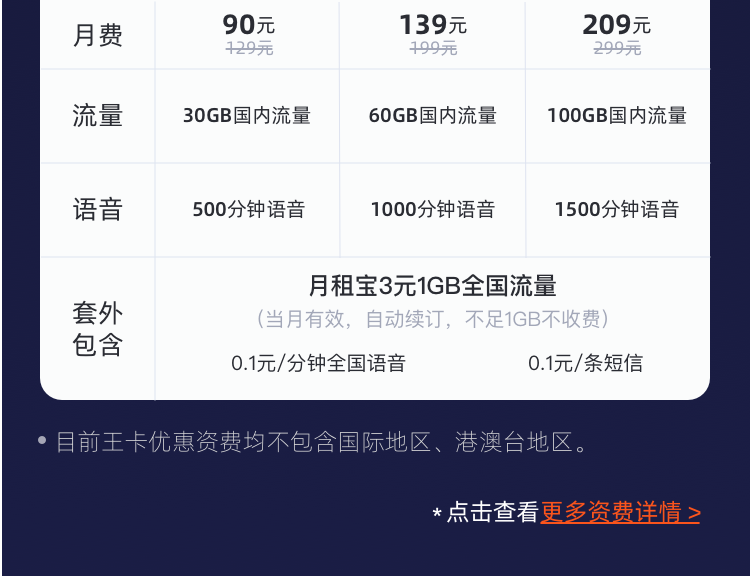 月费 90元 139元 209元
129元 199元 299元
流量 30GB国内流量 60GB国内流量 100GB国内流量
语音 500分钟语音 1000分钟语音 1500分钟语音
套外
包含
月租宝3元1GB全国流量
（当月有效，自动续订，不足1GB不收费）
0.1元/分钟全国语音 0.1元/条短信
• 目前王卡优惠资费均不包含国际地区、港澳台地区。
* 点击查看更多资费详情 >